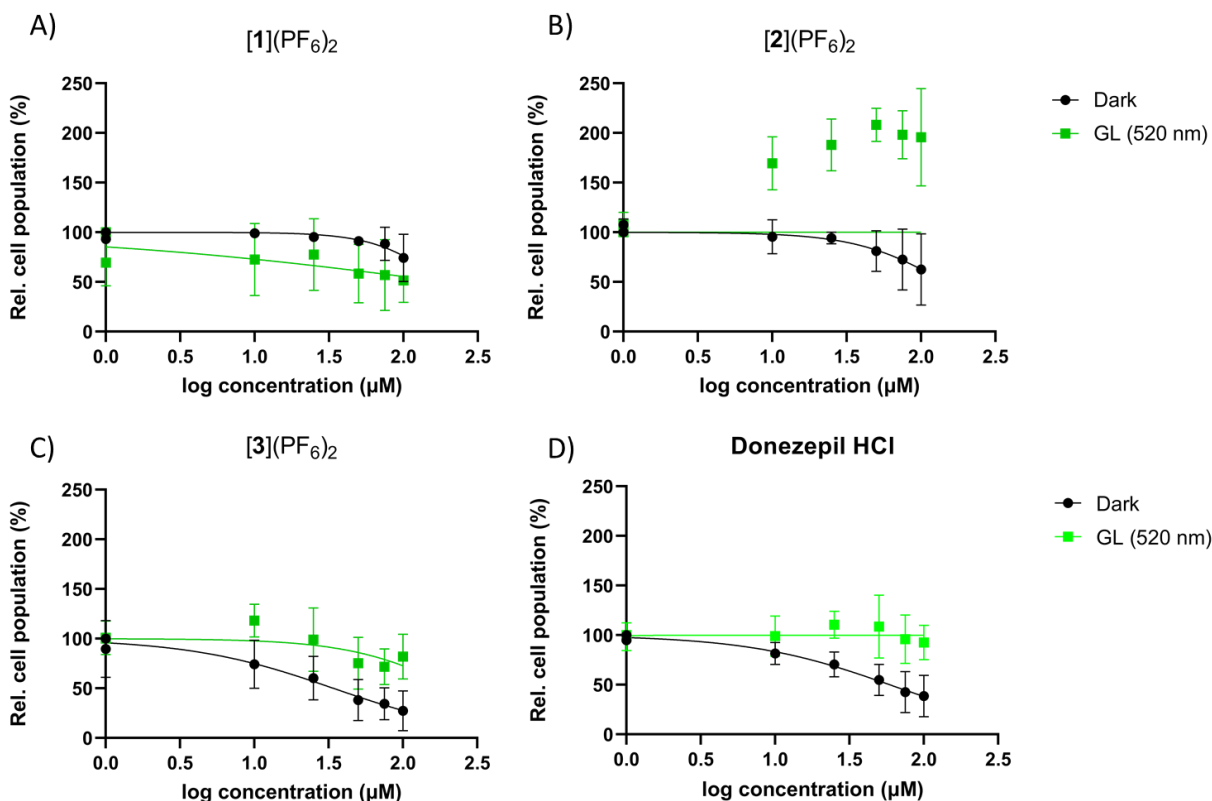 A)
[1](PF6)2
Rel. cell population (%)
250
200
150
100
50
0
0.0 0.5 1.0 1.5 2.0 2.5
log concentration (µM)
B)
[2](PF6)2
Rel. cell population (%)
250
200
150
100
50
0
0.0 0.5 1.0 1.5 2.0 2.5
log concentration (µM)
Dark
GL (520 nm)
C)
[3](PF6)2
Rel. cell population (%)
250
200
150
100
50
0
0.0 0.5 1.0 1.5 2.0 2.5
log concentration (µM)
D)
Donezepil HCl
Rel. cell population (%)
250
200
150
100
50
0
0.0 0.5 1.0 1.5 2.0 2.5
log concentration (µM)
Dark
GL (520 nm)